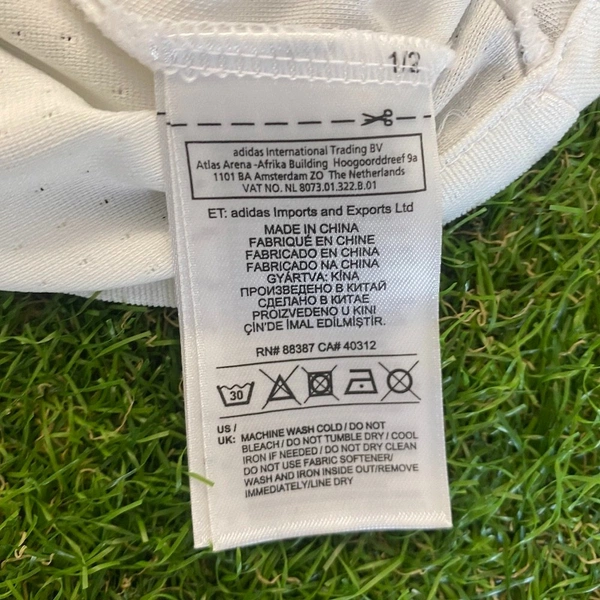 1/3
adidas International Trading BV
Atlas Arena -Afrika Building Hoogoorddreef 9a
1101 BA Amsterdam ZO The Netherlands
VAT NO. NL 8073.01.322.B.01
ET: adidas Imports and Exports Ltd
MADE IN CHINA
FABRIQUÉ EN CHINE
FABRICADO EN CHINA
FABRICADO NA CHINA
GYÁRTVA: KÍNA
ПРОИЗВЕДЕНО В КИТАЙ
СДЕЛАНО В КИТАЕ
PROIZVEDENO U KINI
ÇİN'DE İMAL EDİLMİŞTİR.
RN# 88387 CA# 40312
30
US /
UK: MACHINE WASH COLD / DO NOT
BLEACH / DO NOT TUMBLE DRY / COOL
IRON IF NEEDED / DO NOT DRY CLEAN
DO NOT USE FABRIC SOFTENER/
WASH AND IRON INSIDE OUT/REMOVE
IMMEDIATELY/LINE DRY